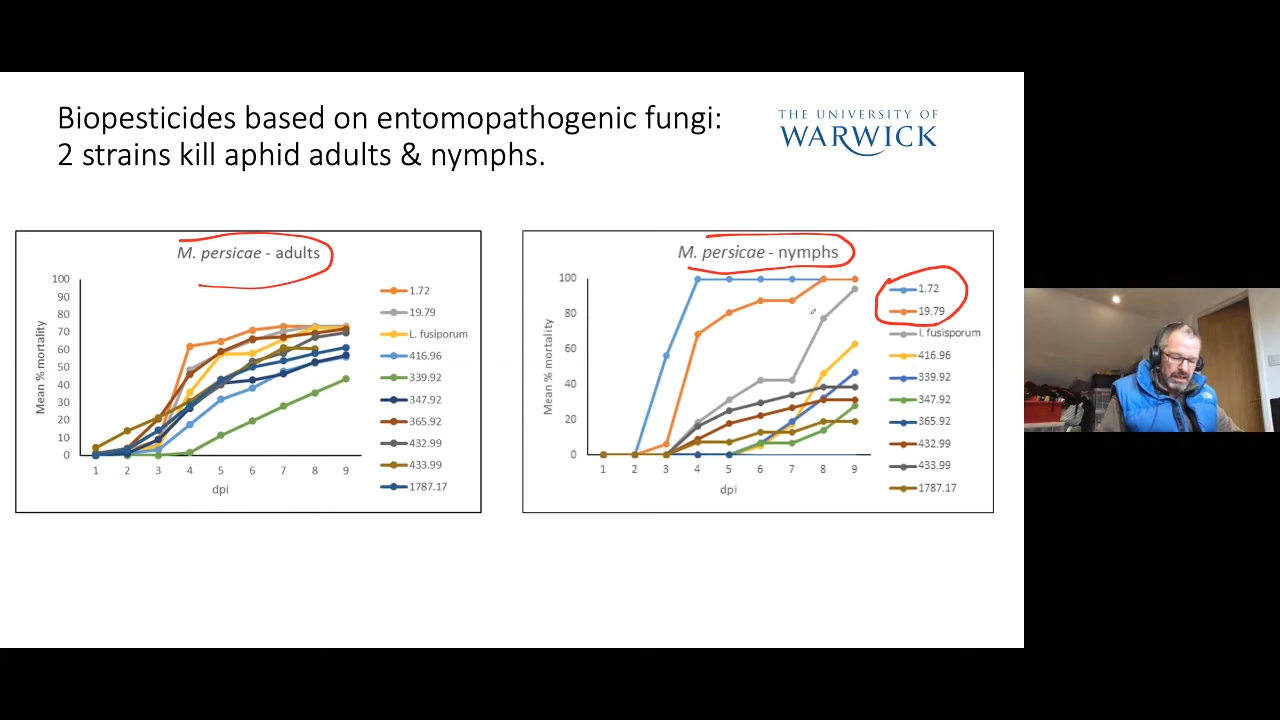 Biopesticides based on entomopathogenic fungi:
2 strains kill aphid adults & nymphs.
THE UNIVERSITY OF
WARWICK
M. persicae - adults
100
90
80
70
60
50
40
30
20
10
0
Mean % mortality
1 2 3 4 5 6 7 8 9
dpi
1.72
19.79
L. fusiporum
416.96
339.92
347.92
365.92
432.99
433.99
1787.17
M. persicae - nymphs
100
80
60
40
20
0
Mean % mortality
1 2 3 4 5 6 7 8 9
dpi
1.72
19.79
l. fusisporum
416.96
339.92
347.92
365.92
432.99
433.99
1787.17